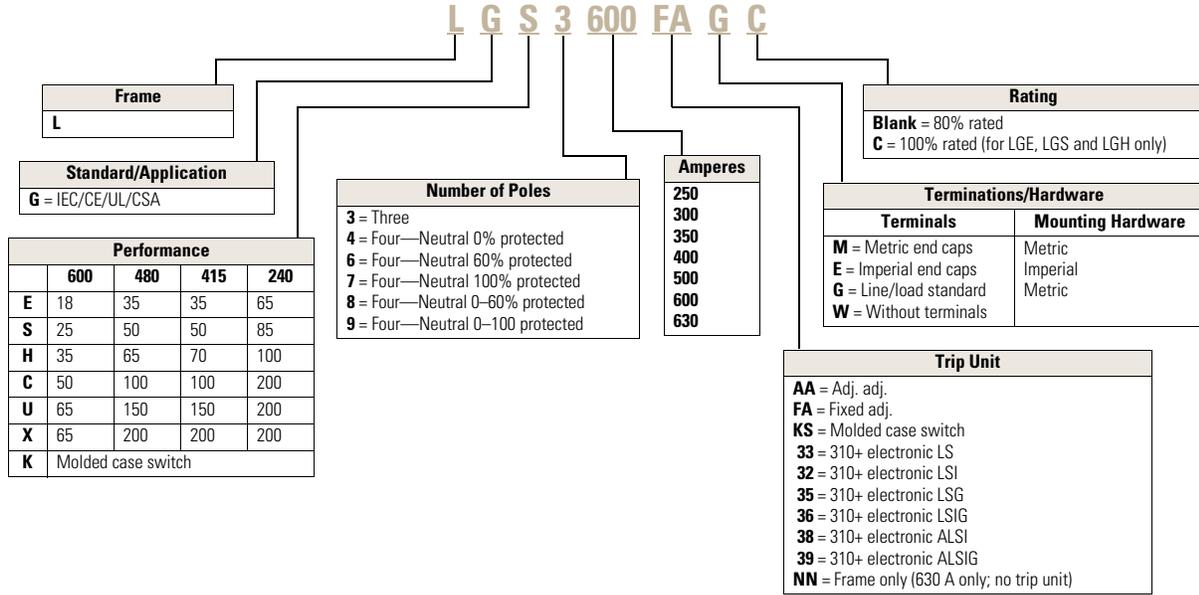 L G S 3 600 FA G C
Frame
L
Standard/Application
G = IEC/CE/UL/CSA
Performance
600 480 415 240
E 18 35 35 65
S 25 50 50 85
H 35 65 70 100
C 50 100 100 200
U 65 150 150 200
X 65 200 200 200
K Molded case switch
Number of Poles
3 = Three
4 = Four—Neutral 0% protected
6 = Four—Neutral 60% protected
7 = Four—Neutral 100% protected
8 = Four—Neutral 0–60% protected
9 = Four—Neutral 0–100 protected
Amperes
250
300
350
400
500
600
630
Rating
Blank = 80% rated
C = 100% rated (for LGE, LGS and LGH only)
Terminations/Hardware
Terminals Mounting Hardware
M = Metric end caps Metric
E = Imperial end caps Imperial
G = Line/load standard Metric
W = Without terminals
Trip Unit
AA = Adj. adj.
FA = Fixed adj.
KS = Molded case switch
33 = 310+ electronic LS
32 = 310+ electronic LSI
35 = 310+ electronic LSG
36 = 310+ electronic LSIG
38 = 310+ electronic ALSI
39 = 310+ electronic ALSIG
NN = Frame only (630 A only; no trip unit)